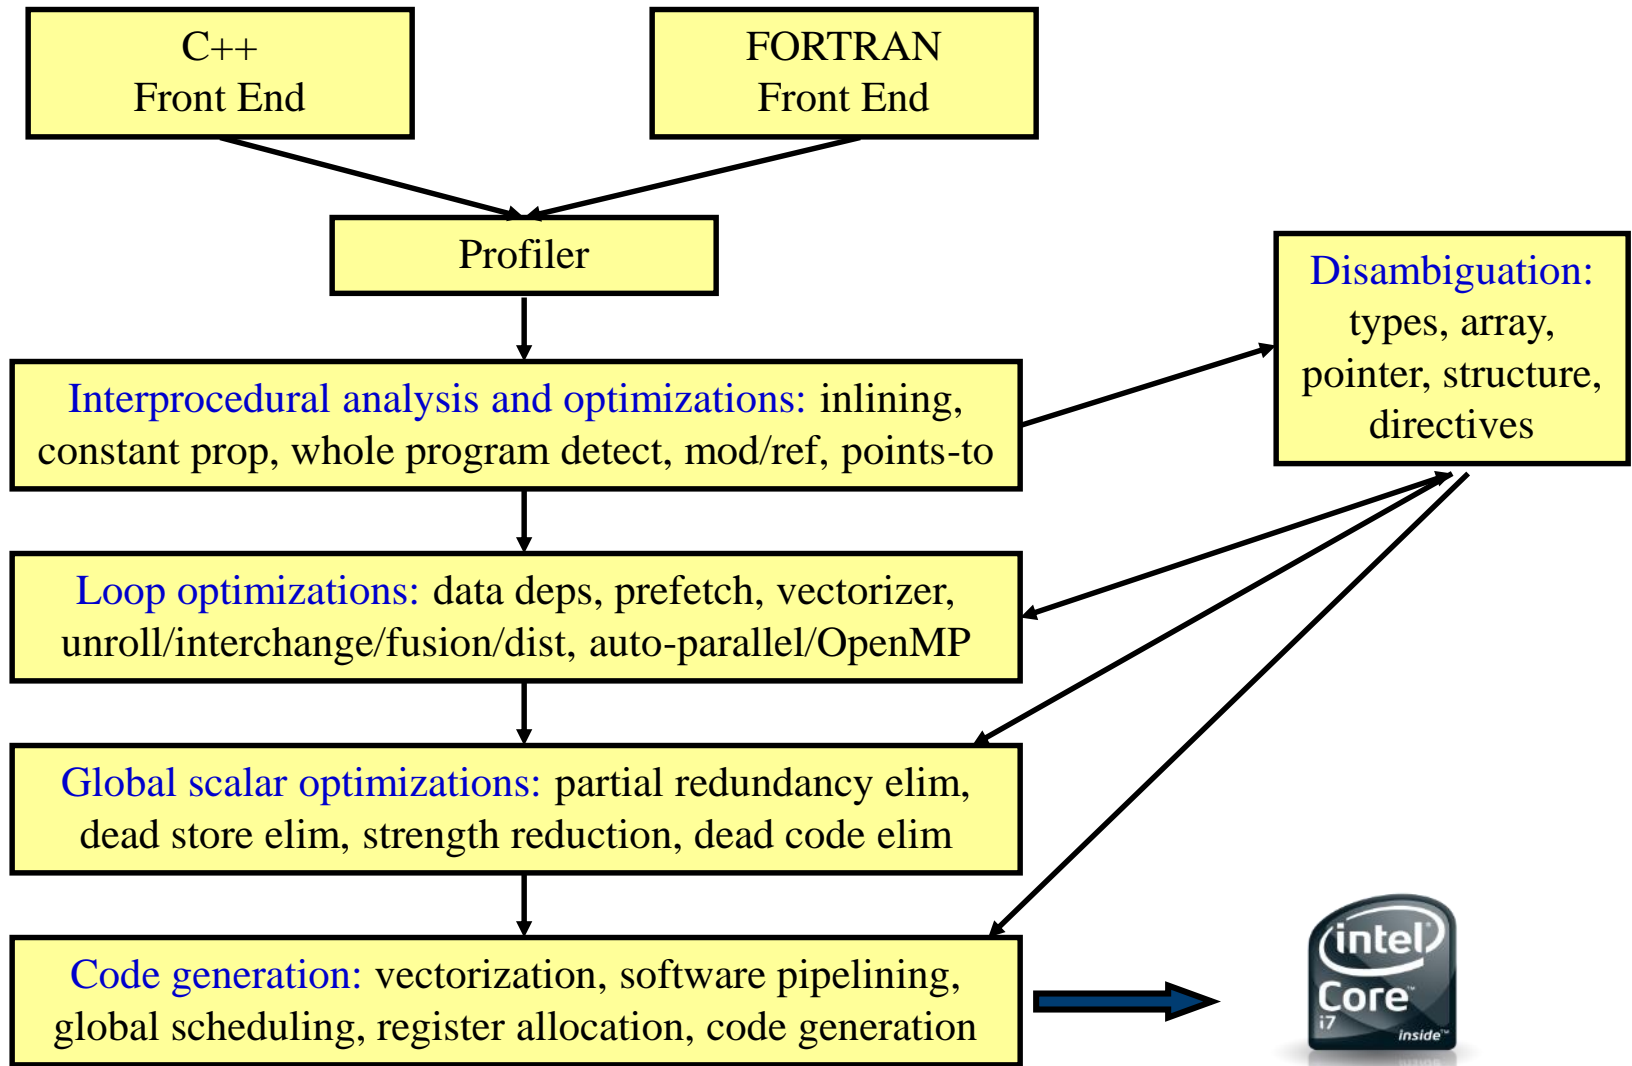 C++
Front End
FORTRAN
Front End
Profiler
Disambiguation:
types, array,
pointer, structure,
directives
Interprocedural analysis and optimizations: inlining,
constant prop, whole program detect, mod/ref, points-to
Loop optimizations: data deps, prefetch, vectorizer,
unroll/interchange/fusion/dist, auto-parallel/OpenMP
Global scalar optimizations: partial redundancy elim,
dead store elim, strength reduction, dead code elim
Code generation: vectorization, software pipelining,
global scheduling, register allocation, code generation
intel
Core™
i7
inside™